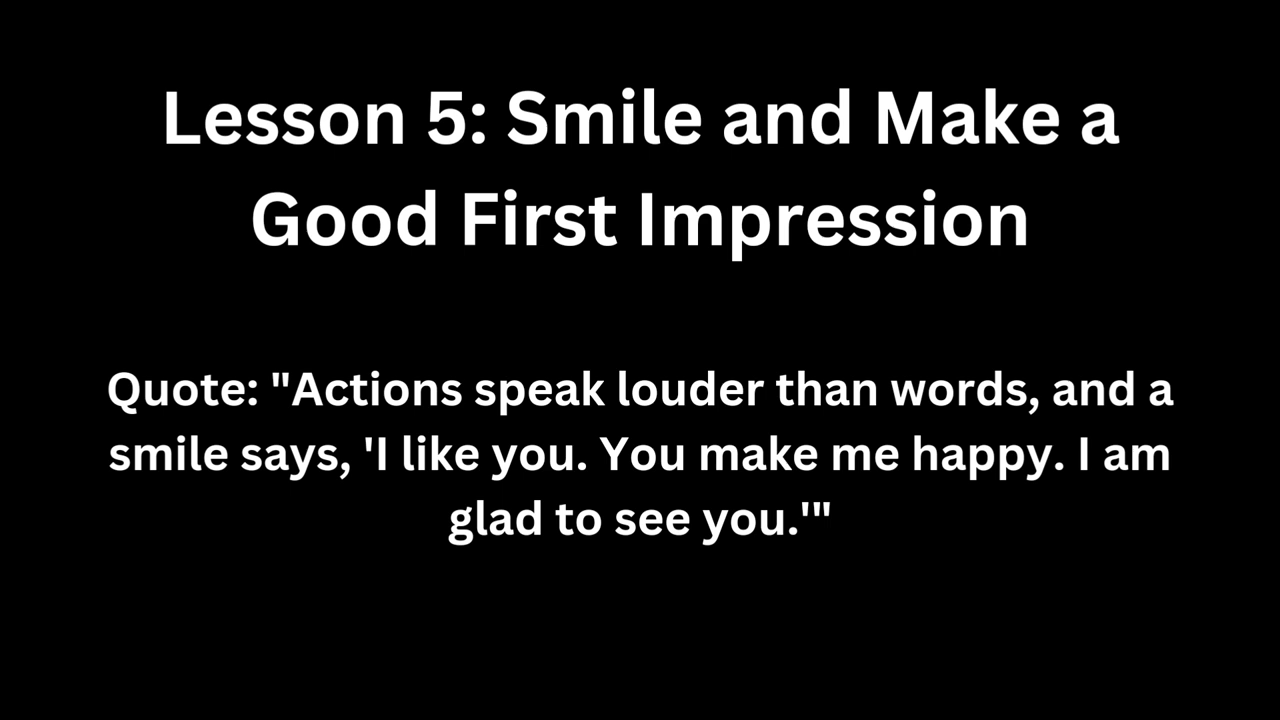 Lesson 5: Smile and Make a
Good First Impression
Quote: "Actions speak louder than words, and a
smile says, 'I like you. You make me happy. I am
glad to see you.'"